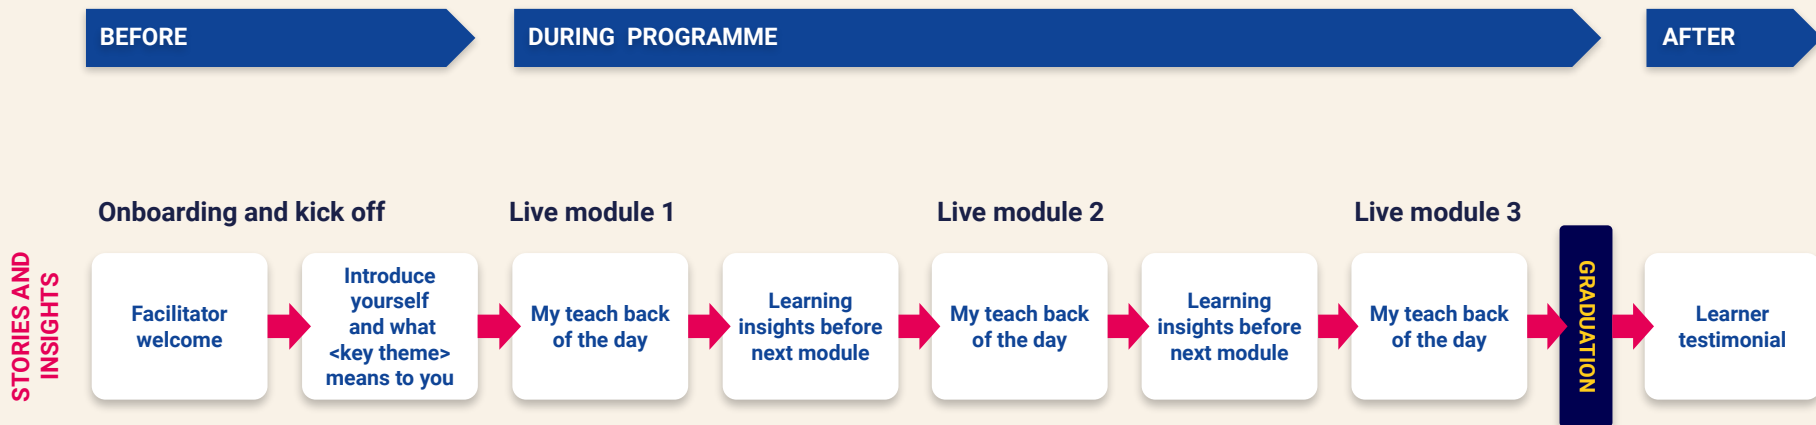 BEFORE
DURING PROGRAMME
AFTER
Onboarding and kick off
Live module 1
Live module 2
Live module 3
STORIES AND
INSIGHTS
Facilitator
welcome
Introduce
yourself
and what
<key theme>
means to you
My teach back
of the day
Learning
insights before
next module
My teach back
of the day
Learning
insights before
next module
My teach back
of the day
GRADUATION
Learner
testimonial